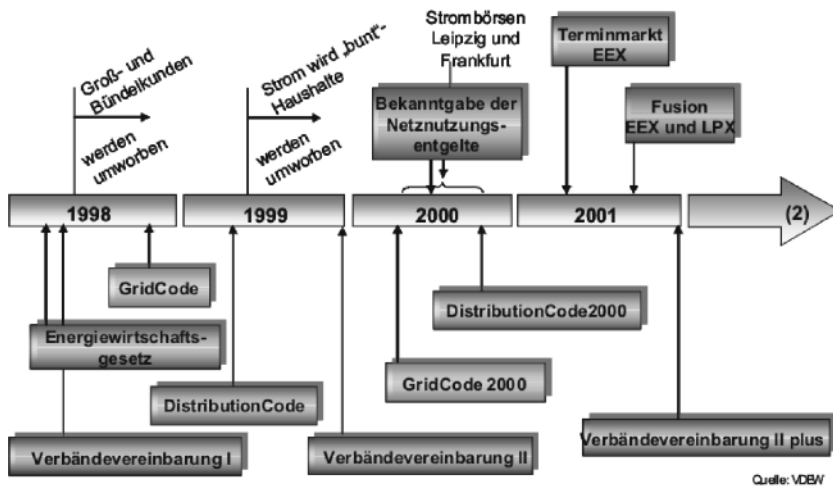 Groß- und
Bündelkunden
werden
umworben
Strom wird „bunt“-
Haushalte
werden
umworben
Strombörsen
Leipzig und
Frankfurt
Bekanntgabe der
Netznutzungs-
entgelte
Terminmarkt
EEX
Fusion
EEX und LPX
1998
1999
2000
2001
(2)
GridCode
Energiewirtschafts-
gesetz
DistributionCode
Verbändevereinbarung I
Verbändevereinbarung II
DistributionCode2000
GridCode 2000
Verbändevereinbarung II plus
Quelle: VDEW